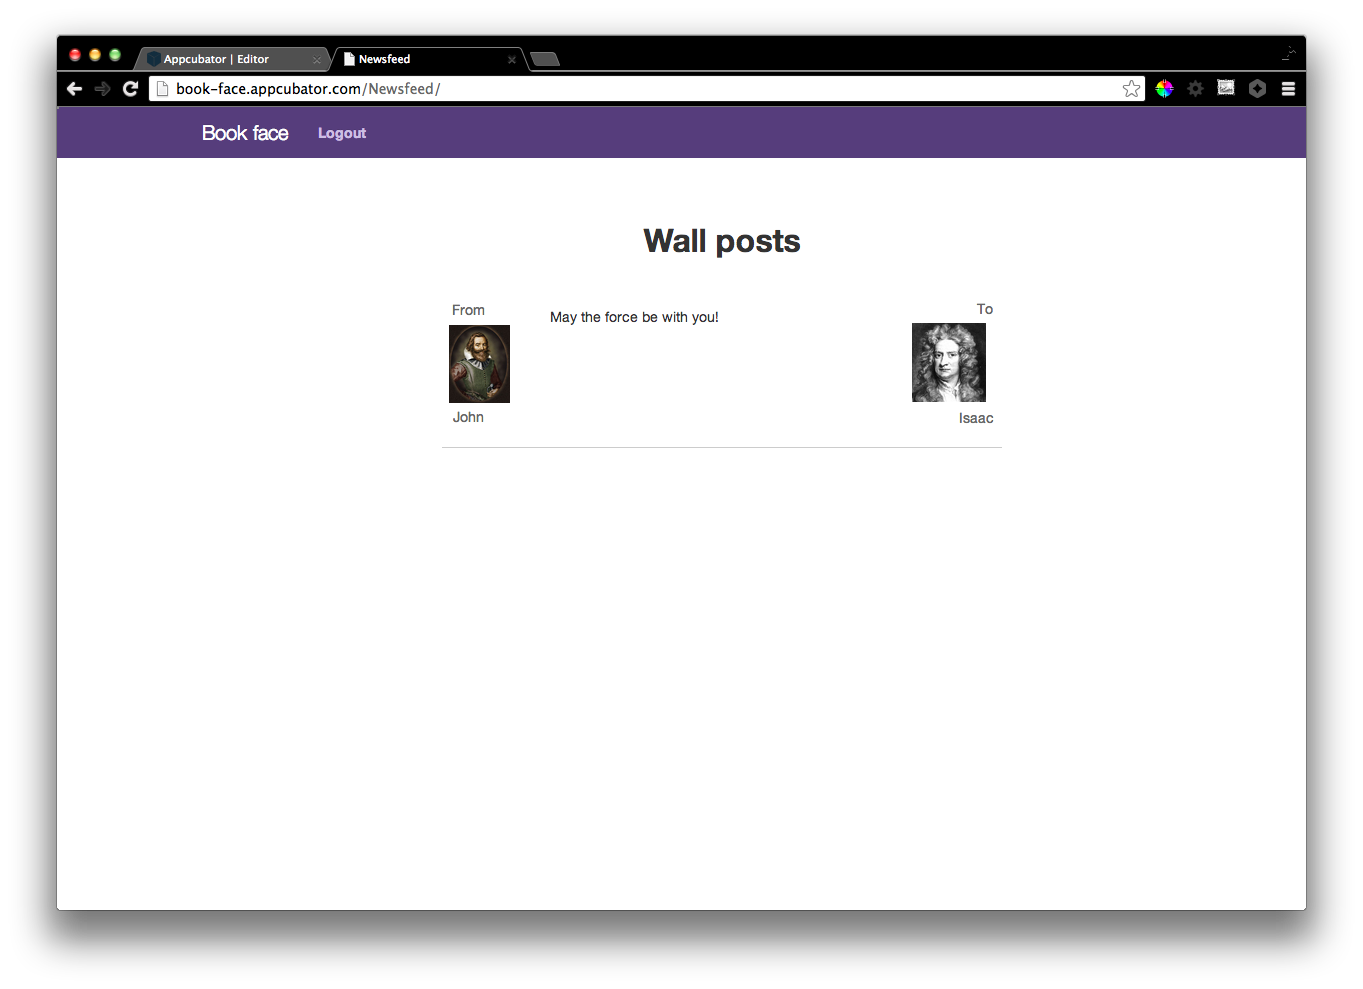 Appcubator | Editor
Newsfeed
book-face.appcubator.com/Newsfeed/
Book face
Logout
Wall posts
From
May the force be with you!
To
John
Isaac